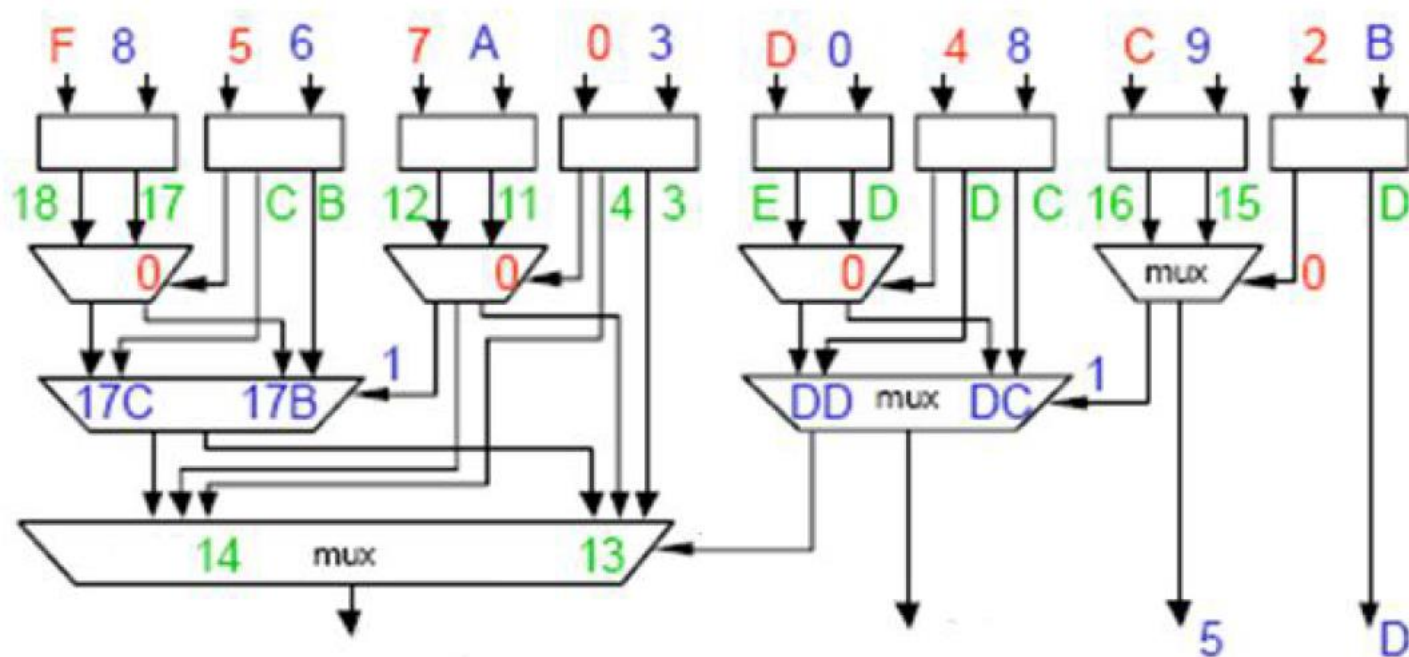 F 8 5 6 7 A 0 3 D 0 4 8 C 9 2 B
18 17 C B 12 11 4 3 E D D C 16 15 D
0 0 0 mux 0
17C 17B 1 DD mux DC 1
14 mux 13
5 D